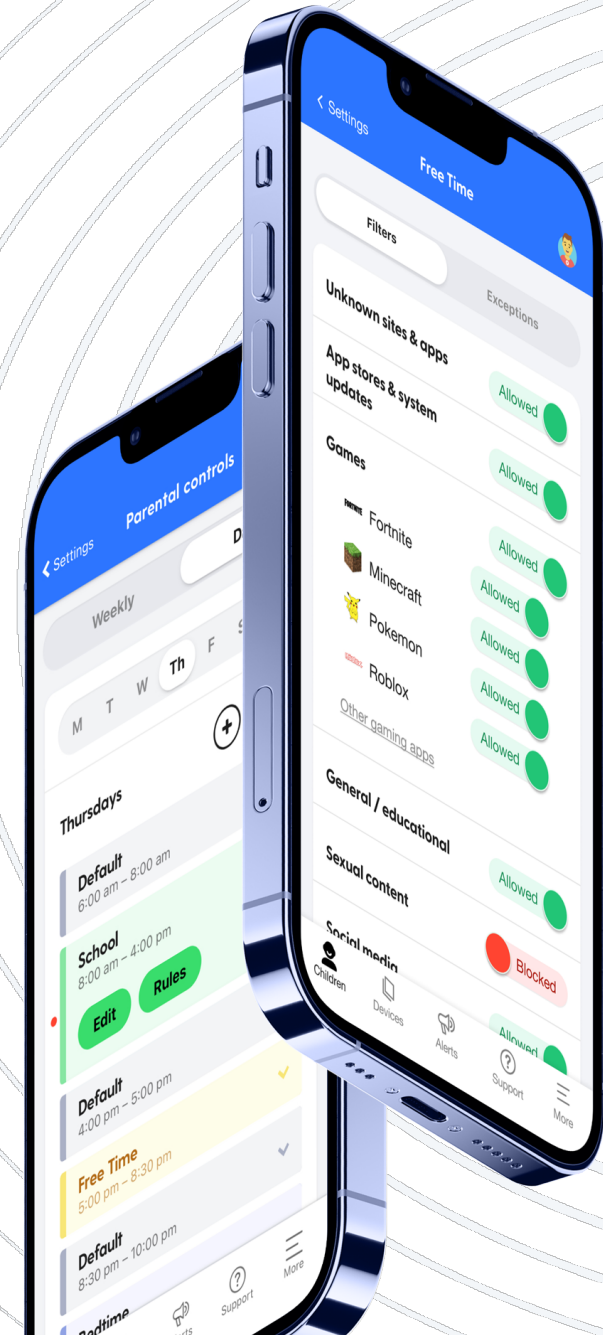 Settings
Free Time
Filters
Exceptions
Unknown sites & apps
Allowed
App stores & system
updates
Allowed
Games
Allowed
FORTNITE
Fortnite
Allowed
Minecraft
Allowed
Pokemon
Allowed
Roblox
Allowed
Other gaming apps
General / educational
Allowed
Sexual content
Blocked
Social media
Allowed
Children
Devices
Alerts
Support
More
Settings
Parental controls
Weekly
D
M T W Th F S
Thursdays
Default
6:00 am – 8:00 am
School
8:00 am – 4:00 pm
Edit
Rules
Default
4:00 pm – 5:00 pm
Free Time
5:00 pm – 8:30 pm
Default
8:30 pm – 10:00 pm
Bedtime
Support
More